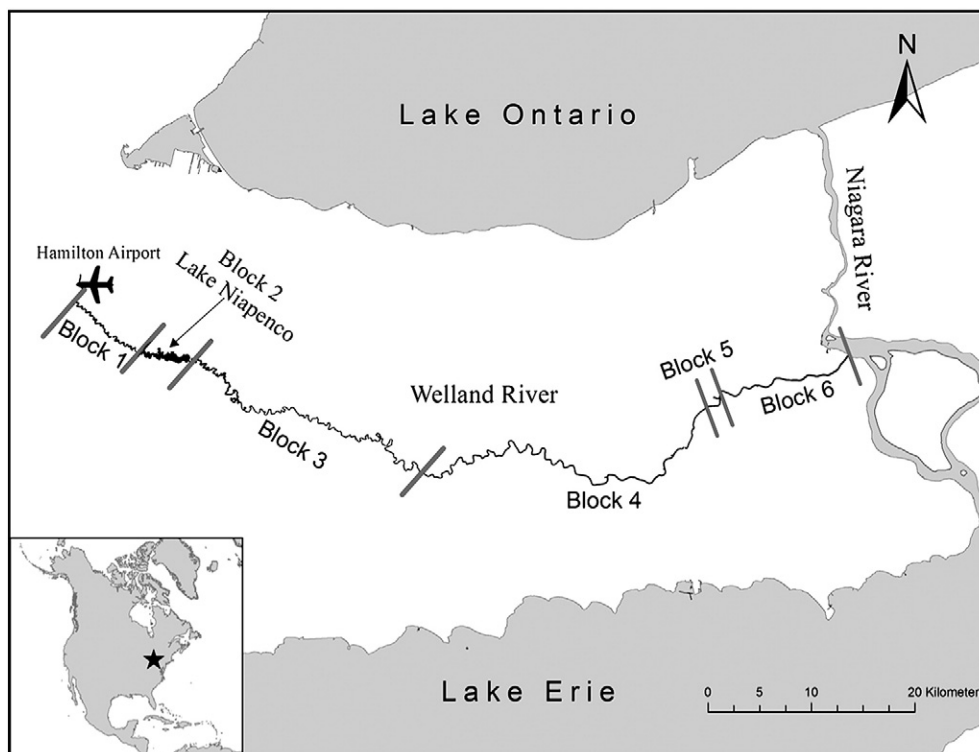 N
Lake Ontario
Niagara River
Hamilton Airport
Block 2
Lake Niapenco
Block 1
Block 5
Welland River
Block 6
Block 3
Block 4
Lake Erie
0 5 10 20 Kilometer